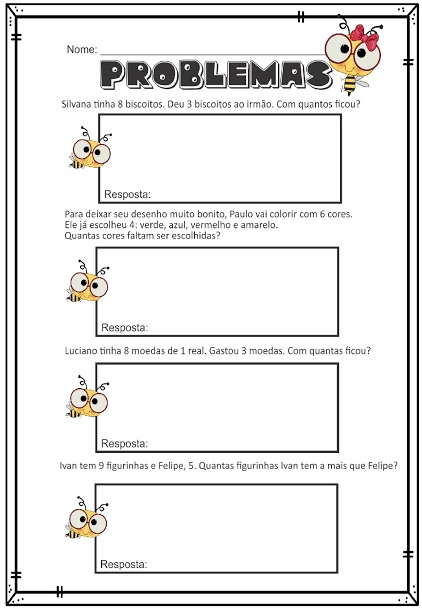 Nome:
PROBLEMAS
Silvana tinha 8 biscoitos. Deu 3 biscoitos ao irmão. Com quantos ficou?
Resposta:
Para deixar seu desenho muito bonito, Paulo vai colorir com 6 cores.
Ele já escolheu 4: verde, azul, vermelho e amarelo.
Quantas cores faltam ser escolhidas?
Resposta:
Luciano tinha 8 moedas de 1 real. Gastou 3 moedas. Com quantas ficou?
Resposta:
Ivan tem 9 figurinhas e Felipe, 5. Quantas figurinhas Ivan tem a mais que Felipe?
Resposta: